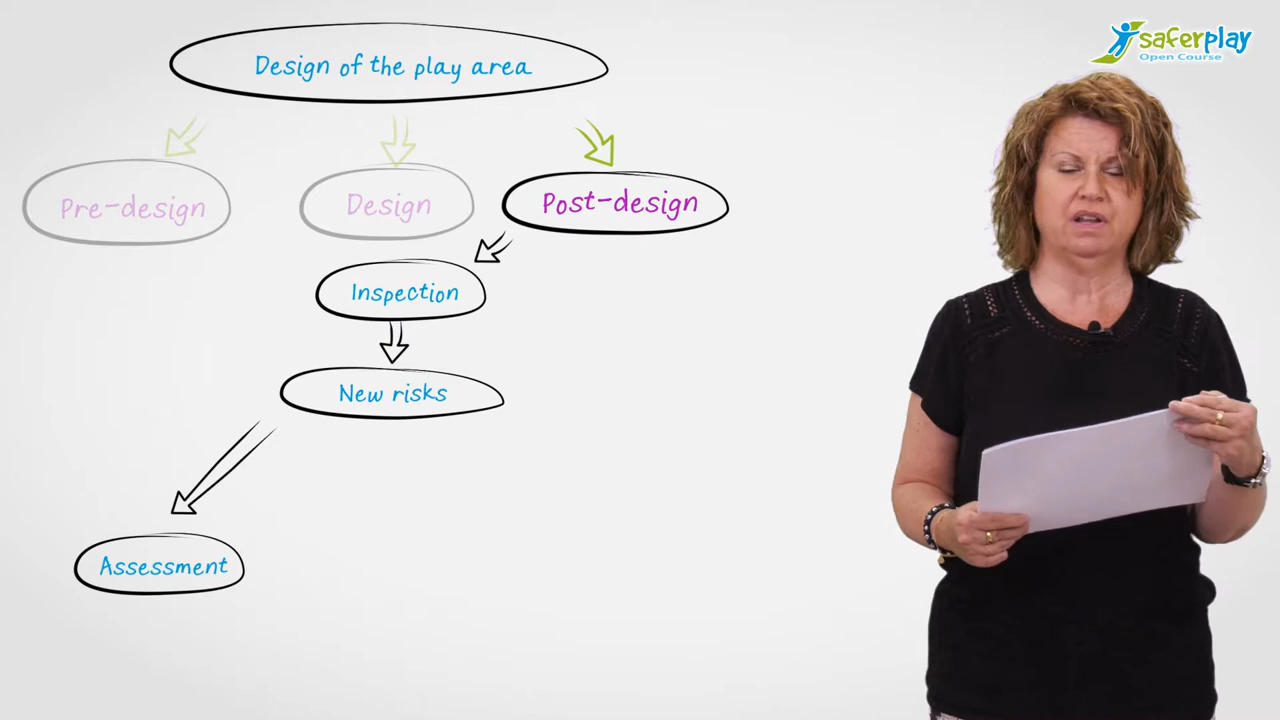 saferplay
Open Course
Design of the play area
Pre-design
Design
Post-design
Inspection
New risks
Assessment